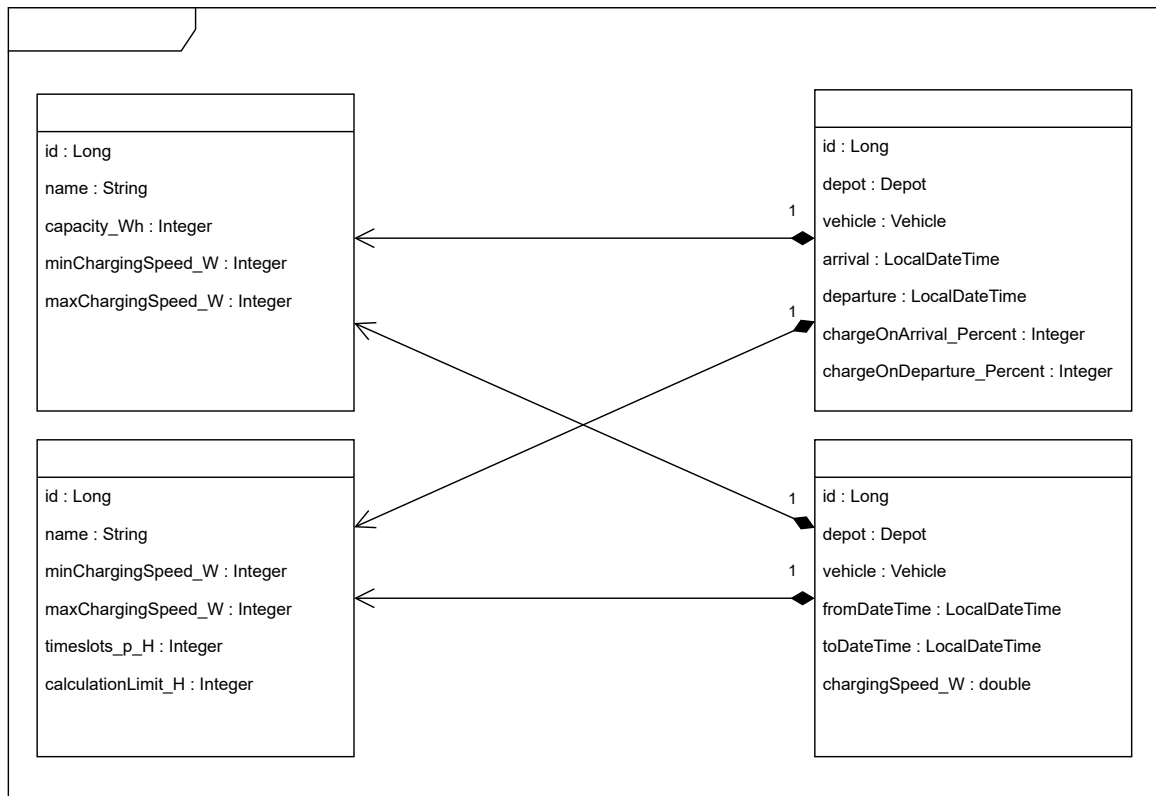 id : Long
name : String
capacity_Wh : Integer
minChargingSpeed_W : Integer
maxChargingSpeed_W : Integer
id : Long
depot : Depot
vehicle : Vehicle
arrival : LocalDateTime
departure : LocalDateTime
chargeOnArrival_Percent : Integer
chargeOnDeparture_Percent : Integer
1
1
id : Long
name : String
minChargingSpeed_W : Integer
maxChargingSpeed_W : Integer
timeslots_p_H : Integer
calculationLimit_H : Integer
id : Long
depot : Depot
vehicle : Vehicle
fromDateTime : LocalDateTime
toDateTime : LocalDateTime
chargingSpeed_W : double
1
1